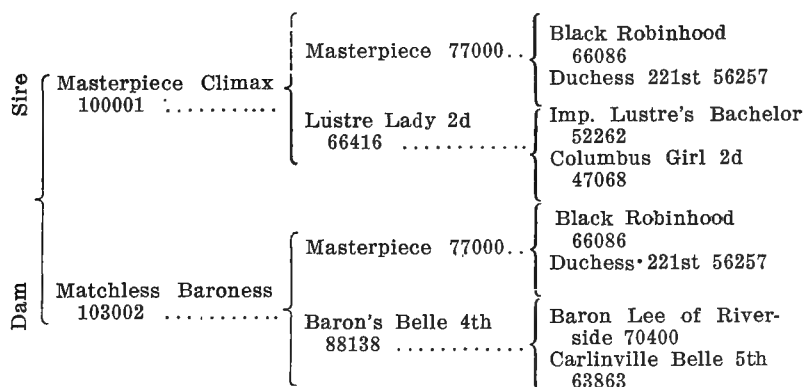 Sire
Masterpiece Climax
100001 ...........
Masterpiece 77000..
Black Robinhood
66086
Duchess 221st 56257
Lustre Lady 2d
66416 ............
Imp. Lustre's Bachelor
52262
Columbus Girl 2d
47068
Dam
Matchless Baroness
103002 ...........
Masterpiece 77000..
Black Robinhood
66086
Duchess 221st 56257
Baron's Belle 4th
88138 ............
Baron Lee of River-
side 70400
Carlinville Belle 5th
63863